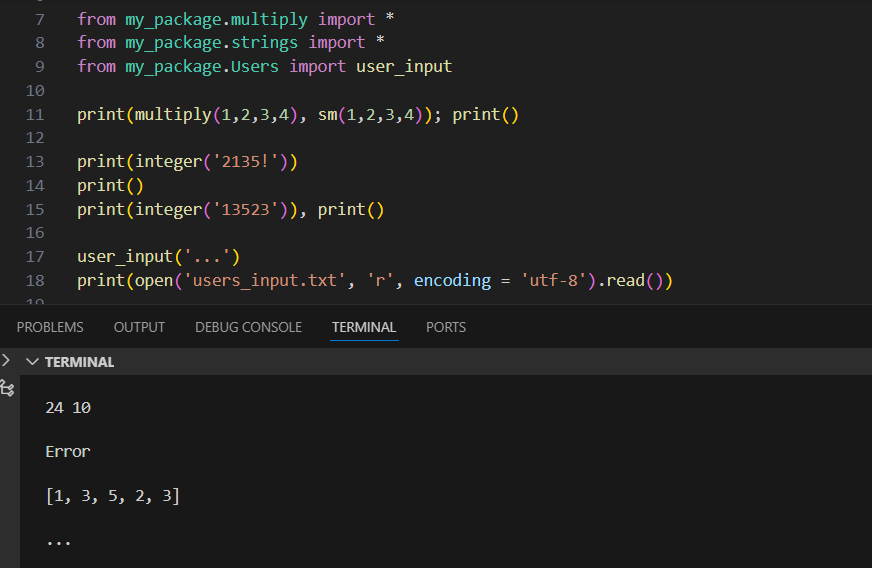 7 from my_package.multiply import *
8 from my_package.strings import *
9 from my_package.Users import user_input
10
11 print(multiply(1,2,3,4), sm(1,2,3,4)); print()
12
13 print(integer('2135!'))
14 print()
15 print(integer('13523')), print()
16
17 user_input('...')
18 print(open('users_input.txt', 'r', encoding = 'utf-8').read())
19
PROBLEMS OUTPUT DEBUG CONSOLE TERMINAL PORTS
TERMINAL
24 10
Error
[1, 3, 5, 2, 3]
...